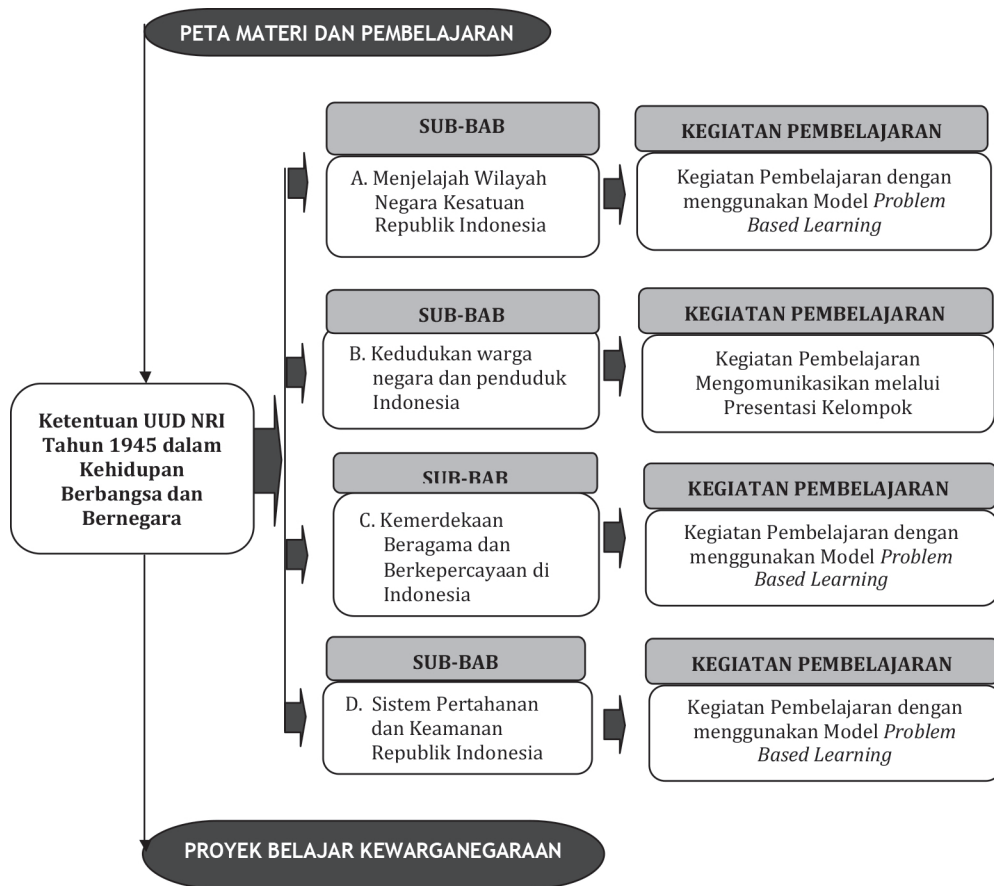 PETA MATERI DAN PEMBELAJARAN
SUB-BAB
A. Menjelajah Wilayah
Negara Kesatuan
Republik Indonesia
KEGIATAN PEMBELAJARAN
Kegiatan Pembelajaran dengan
menggunakan Model Problem
Based Learning
SUB-BAB
B. Kedudukan warga
negara dan penduduk
Indonesia
KEGIATAN PEMBELAJARAN
Kegiatan Pembelajaran
Mengomunikasikan melalui
Presentasi Kelompok
Ketentuan UUD NRI
Tahun 1945 dalam
Kehidupan
Berbangsa dan
Bernegara
SUB-BAB
C. Kemerdekaan
Beragama dan
Berkepercayaan di
Indonesia
KEGIATAN PEMBELAJARAN
Kegiatan Pembelajaran dengan
menggunakan Model Problem
Based Learning
SUB-BAB
D. Sistem Pertahanan
dan Keamanan
Republik Indonesia
KEGIATAN PEMBELAJARAN
Kegiatan Pembelajaran dengan
menggunakan Model Problem
Based Learning
PROYEK BELAJAR KEWARGANEGARAAN